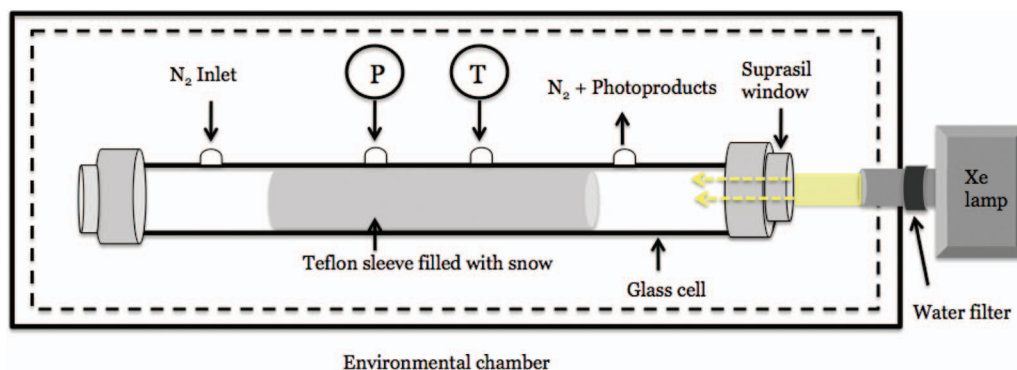 N₂ Inlet
P
T
N₂ + Photoproducts
Suprasil
window
Xe
lamp
Teflon sleeve filled with snow
Glass cell
Water filter
Environmental chamber